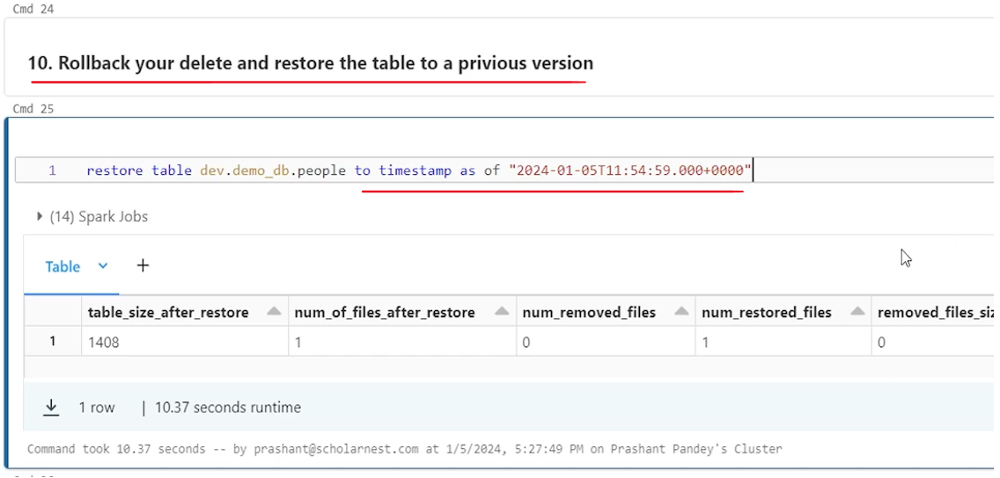 Cmd 24
10. Rollback your delete and restore the table to a privious version
Cmd 25
1 restore table dev.demo_db.people to timestamp as of "2024-01-05T11:54:59.000+0000"
(14) Spark Jobs
Table +
table_size_after_restore num_of_files_after_restore num_removed_files num_restored_files removed_files_siz
1 1408 1 0 1 0
1 row | 10.37 seconds runtime
Command took 10.37 seconds -- by prashant@scholarnest.com at 1/5/2024, 5:27:49 PM on Prashant Pandey's Cluster